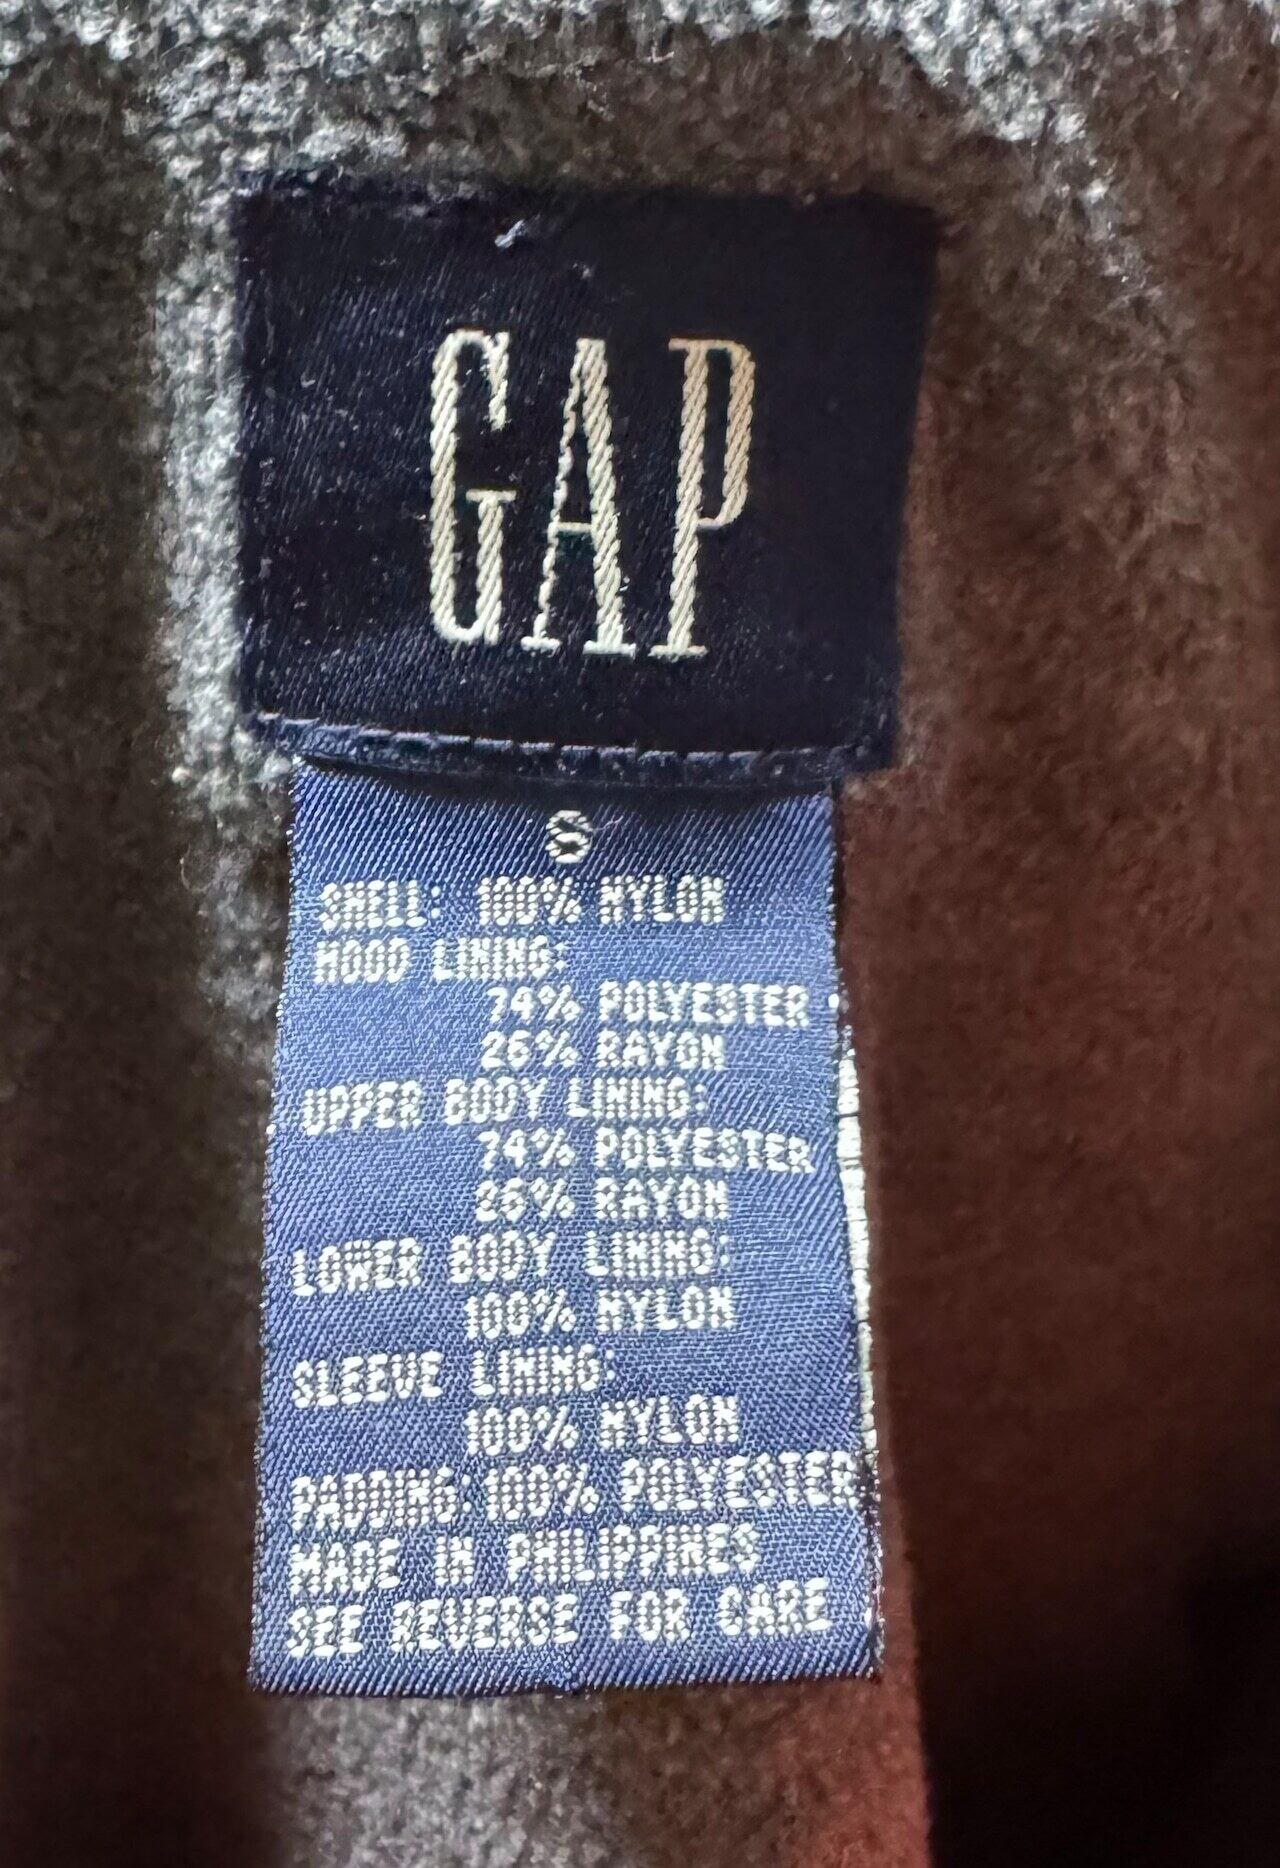 GAP
S
SHELL: 100% NYLON
HOOD LINING:
74% POLYESTER
26% RAYON
UPPER BODY LINING:
74% POLYESTER
26% RAYON
LOWER BODY LINING:
100% NYLON
SLEEVE LINING:
100% NYLON
PADDING: 100% POLYESTER
MADE IN PHILIPPINES
SEE REVERSE FOR CARE